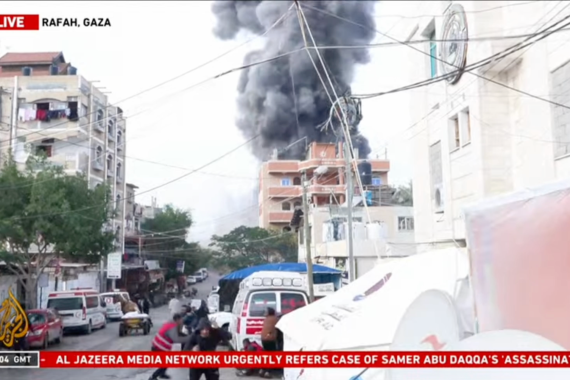 LIVE
RAFAH, GAZA
:04 GMT
AL JAZEERA MEDIA NETWORK URGENTLY REFERS CASE OF SAMER ABU DAQQA'S 'ASSASSINA